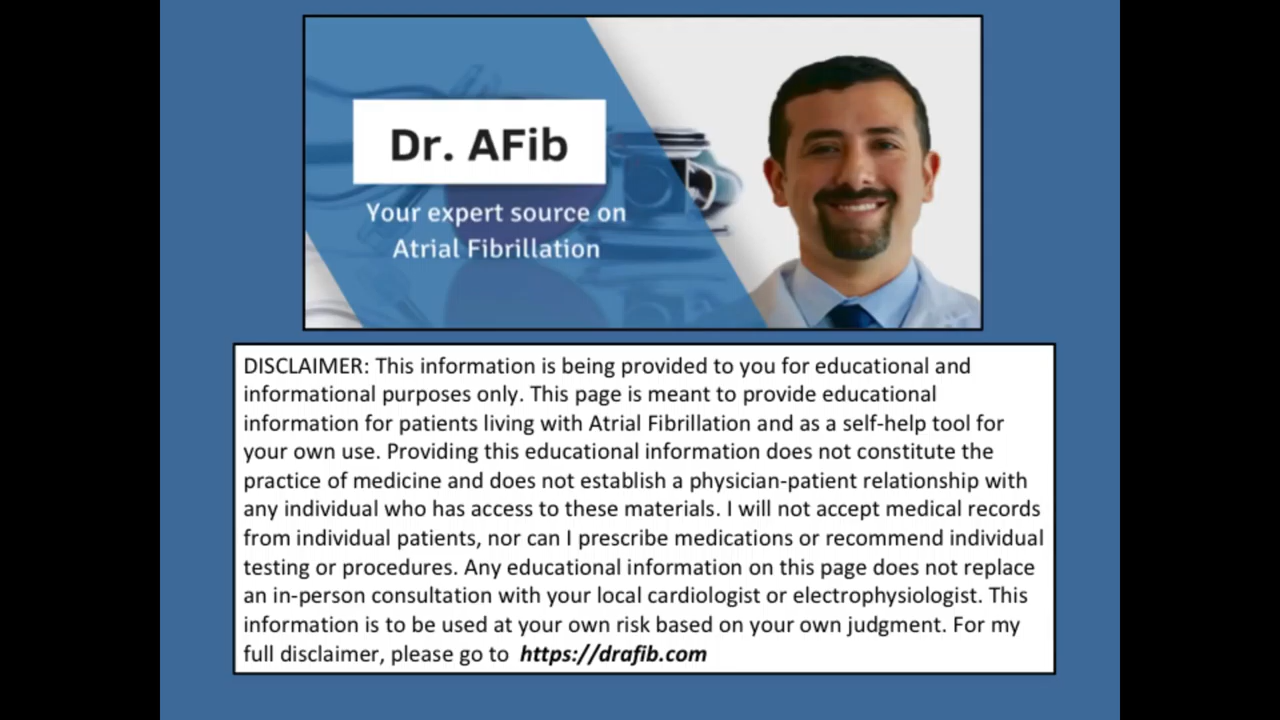 Dr. AFib
Your expert source on
Atrial Fibrillation
DISCLAIMER: This information is being provided to you for educational and
informational purposes only. This page is meant to provide educational
information for patients living with Atrial Fibrillation and as a self-help tool for
your own use. Providing this educational information does not constitute the
practice of medicine and does not establish a physician-patient relationship with
any individual who has access to these materials. I will not accept medical records
from individual patients, nor can I prescribe medications or recommend individual
testing or procedures. Any educational information on this page does not replace
an in-person consultation with your local cardiologist or electrophysiologist. This
information is to be used at your own risk based on your own judgment. For my
full disclaimer, please go to https://drafib.com